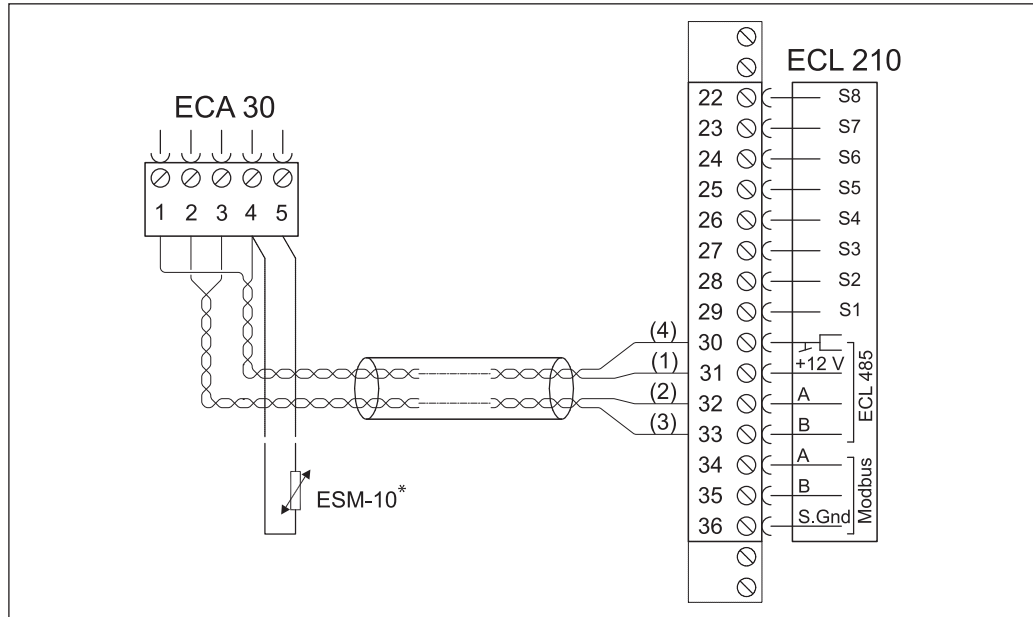 ECA 30
1 2 3 4 5
ESM-10*
(4)
(1)
(2)
(3)
ECL 210
22 S8
23 S7
24 S6
25 S5
26 S4
27 S3
28 S2
29 S1
30
31 +12 V
32 A
33 B
34 A
35 B
36 S.Gnd
ECL 485
Modbus